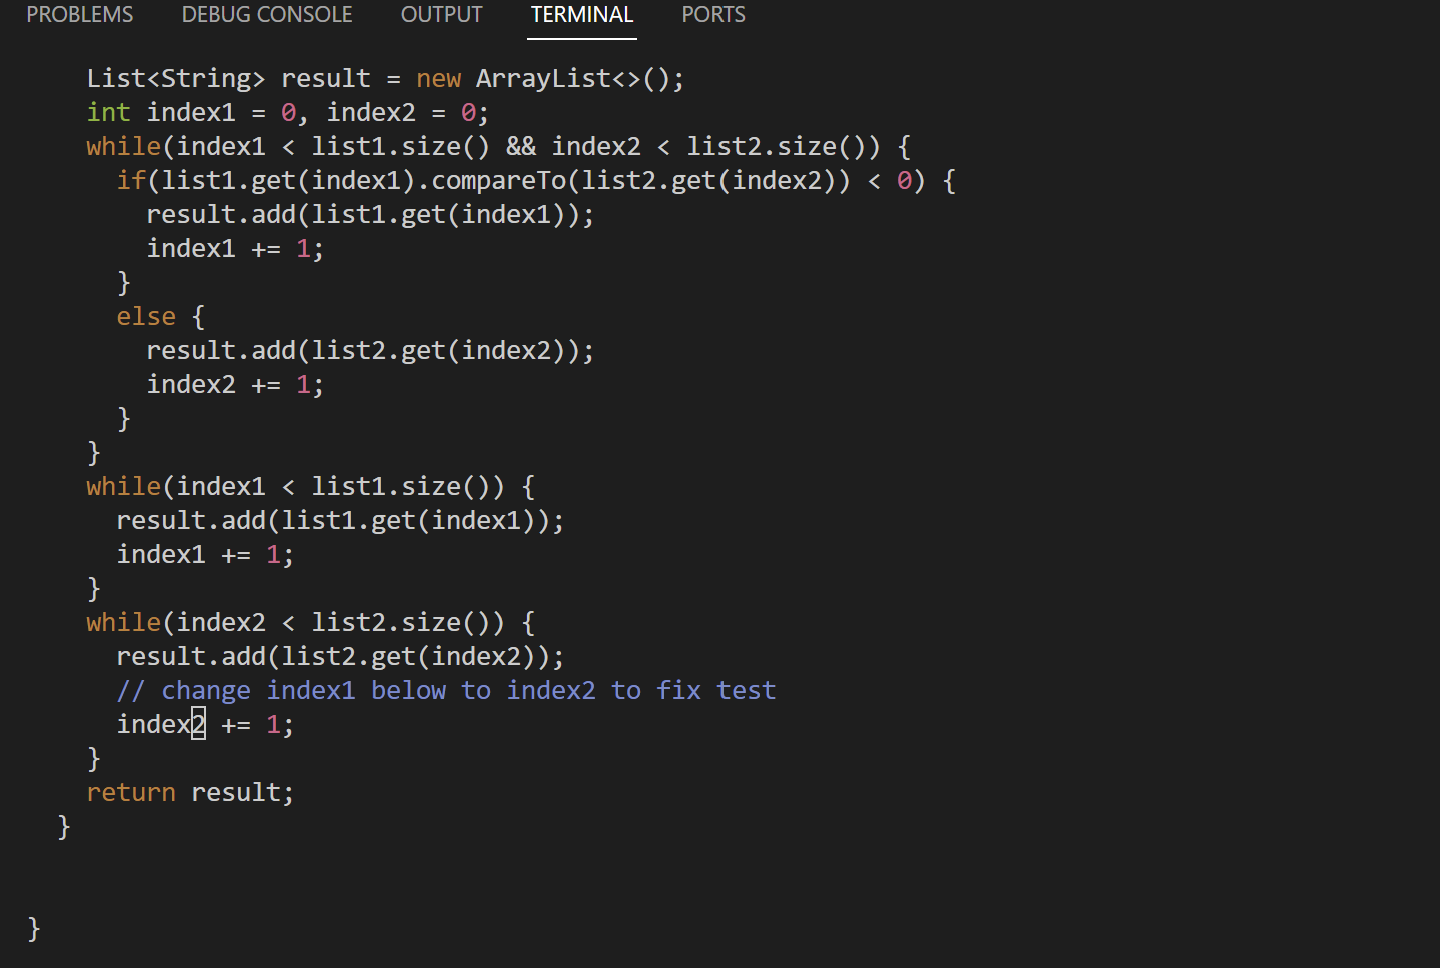 PROBLEMS DEBUG CONSOLE OUTPUT TERMINAL PORTS
List<String> result = new ArrayList<>();
int index1 = 0, index2 = 0;
while(index1 < list1.size() && index2 < list2.size()) {
if(list1.get(index1).compareTo(list2.get(index2)) < 0) {
result.add(list1.get(index1));
index1 += 1;
}
else {
result.add(list2.get(index2));
index2 += 1;
}
}
while(index1 < list1.size()) {
result.add(list1.get(index1));
index1 += 1;
}
while(index2 < list2.size()) {
result.add(list2.get(index2));
// change index1 below to index2 to fix test
index2 += 1;
}
return result;
}
}